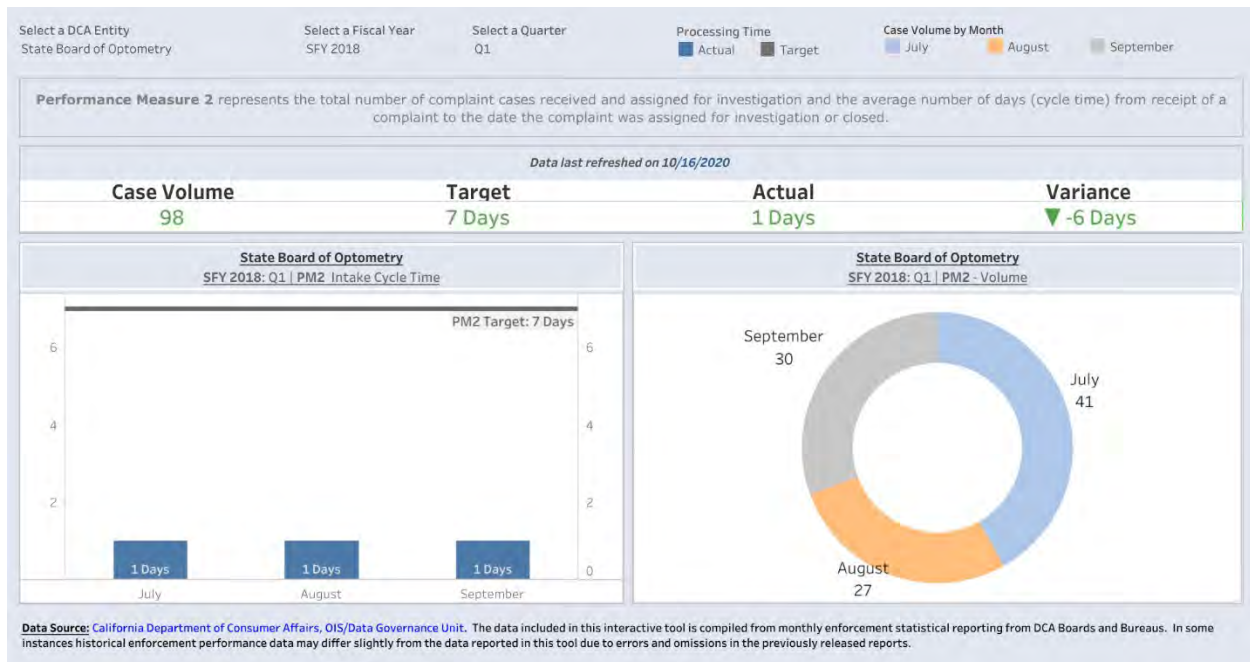 Select a DCA Entity
State Board of Optometry
Select a Fiscal Year
SFY 2018
Select a Quarter
Q1
Processing Time
Actual
Target
Case Volume by Month
July
August
September
Performance Measure 2 represents the total number of complaint cases received and assigned for investigation and the average number of days (cycle time) from receipt of a
complaint to the date the complaint was assigned for investigation or closed.
Data last refreshed on 10/16/2020
Case Volume
98
Target
7 Days
Actual
1 Days
Variance
▼ -6 Days
State Board of Optometry
SFY 2018: Q1 | PM2 Intake Cycle Time
PM2 Target: 7 Days
6
4
2
6
4
2
0
1 Days
1 Days
1 Days
July
August
September
State Board of Optometry
SFY 2018: Q1 | PM2 - Volume
September
30
July
41
August
27
Data Source: California Department of Consumer Affairs, OIS/Data Governance Unit. The data included in this interactive tool is compiled from monthly enforcement statistical reporting from DCA Boards and Bureaus. In some
instances historical enforcement performance data may differ slightly from the data reported in this tool due to errors and omissions in the previously released reports.